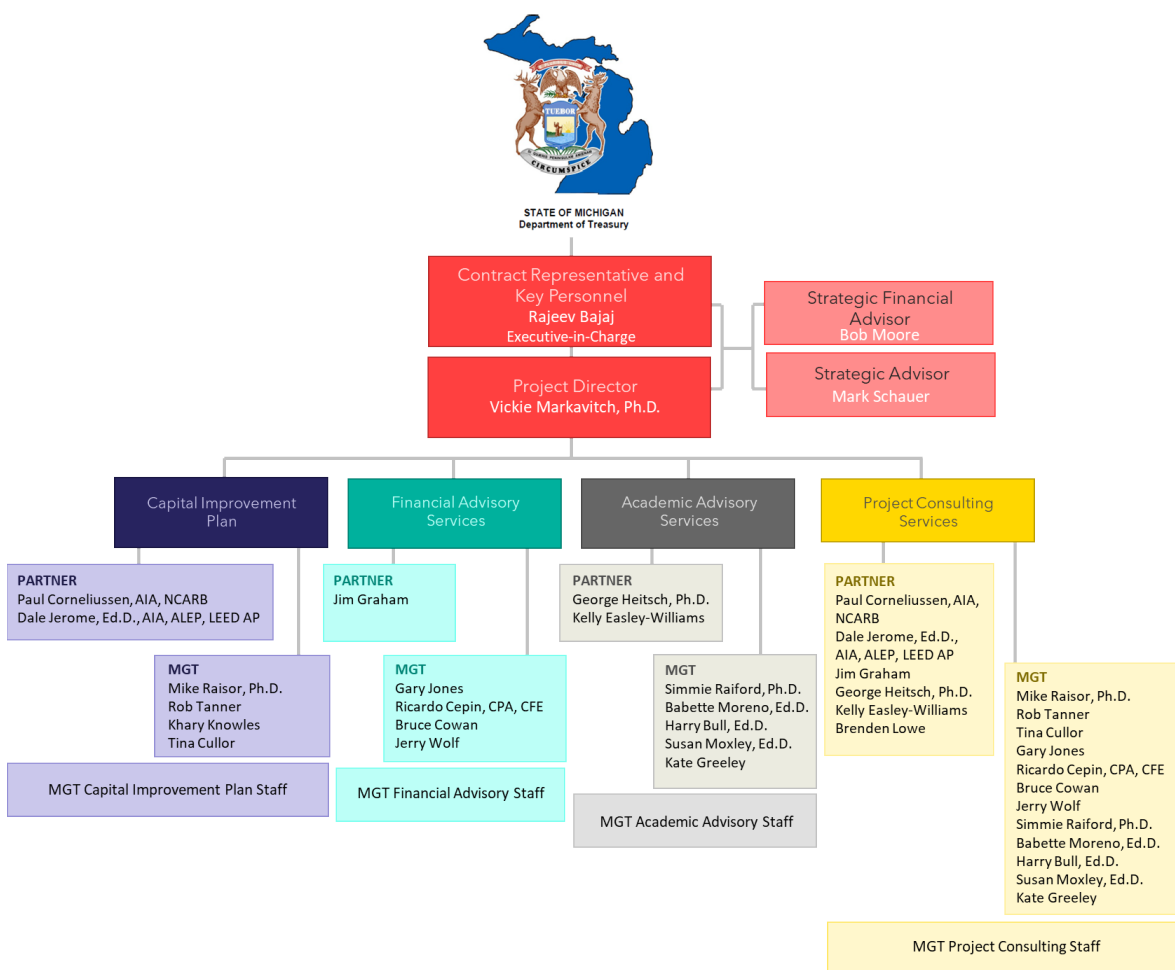 TUEBOR
CIRCUMSPICE
STATE OF MICHIGAN
Department of Treasury
Contract Representative and
Key Personnel
Rajeev Bajaj
Executive-in-Charge
Strategic Financial
Advisor
Bob Moore
Project Director
Vickie Markavitch, Ph.D.
Strategic Advisor
Mark Schauer
Capital Improvement
Plan
PARTNER
Paul Corneliussen, AIA, NCARB
Dale Jerome, Ed.D., AIA, ALEP, LEED AP
MGT
Mike Raisor, Ph.D.
Rob Tanner
Khary Knowles
Tina Cullor
MGT Capital Improvement Plan Staff
Financial Advisory
Services
PARTNER
Jim Graham
MGT
Gary Jones
Ricardo Cepin, CPA, CFE
Bruce Cowan
Jerry Wolf
MGT Financial Advisory Staff
Academic Advisory
Services
PARTNER
George Heitsch, Ph.D.
Kelly Easley-Williams
MGT
Simmie Raiford, Ph.D.
Babette Moreno, Ed.D.
Harry Bull, Ed.D.
Susan Moxley, Ed.D.
Kate Greeley
MGT Academic Advisory Staff
Project Consulting
Services
PARTNER
Paul Corneliussen, AIA,
NCARB
Dale Jerome, Ed.D.,
AIA, ALEP, LEED AP
Jim Graham
George Heitsch, Ph.D.
Kelly Easley-Williams
Brenden Lowe
MGT
Mike Raisor, Ph.D.
Rob Tanner
Tina Cullor
Gary Jones
Ricardo Cepin, CPA, CFE
Bruce Cowan
Jerry Wolf
Simmie Raiford, Ph.D.
Babette Moreno, Ed.D.
Harry Bull, Ed.D.
Susan Moxley, Ed.D.
Kate Greeley
MGT Project Consulting Staff